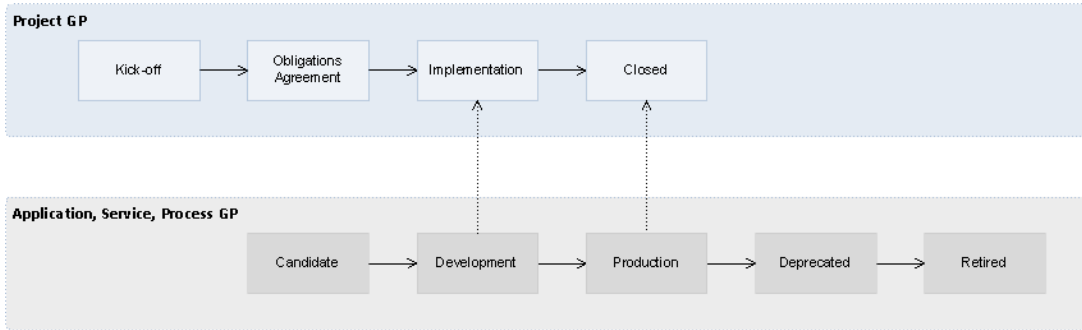 Project GP
Kick-off
Obligations
Agreement
Implementation
Closed
Application, Service, Process GP
Candidate
Development
Production
Deprecated
Retired